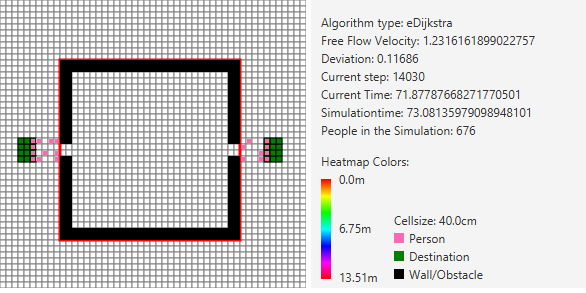 Algorithm type: eDijkstra
Free Flow Velocity: 1.2316161899022757
Deviation: 0.11686
Current step: 14030
Current Time: 71.87787668271770501
Simulationtime: 73.08135979098948101
People in the Simulation: 676
Heatmap Colors:
0.0m
6.75m
13.51m
Cellsize: 40.0cm
Person
Destination
Wall/Obstacle